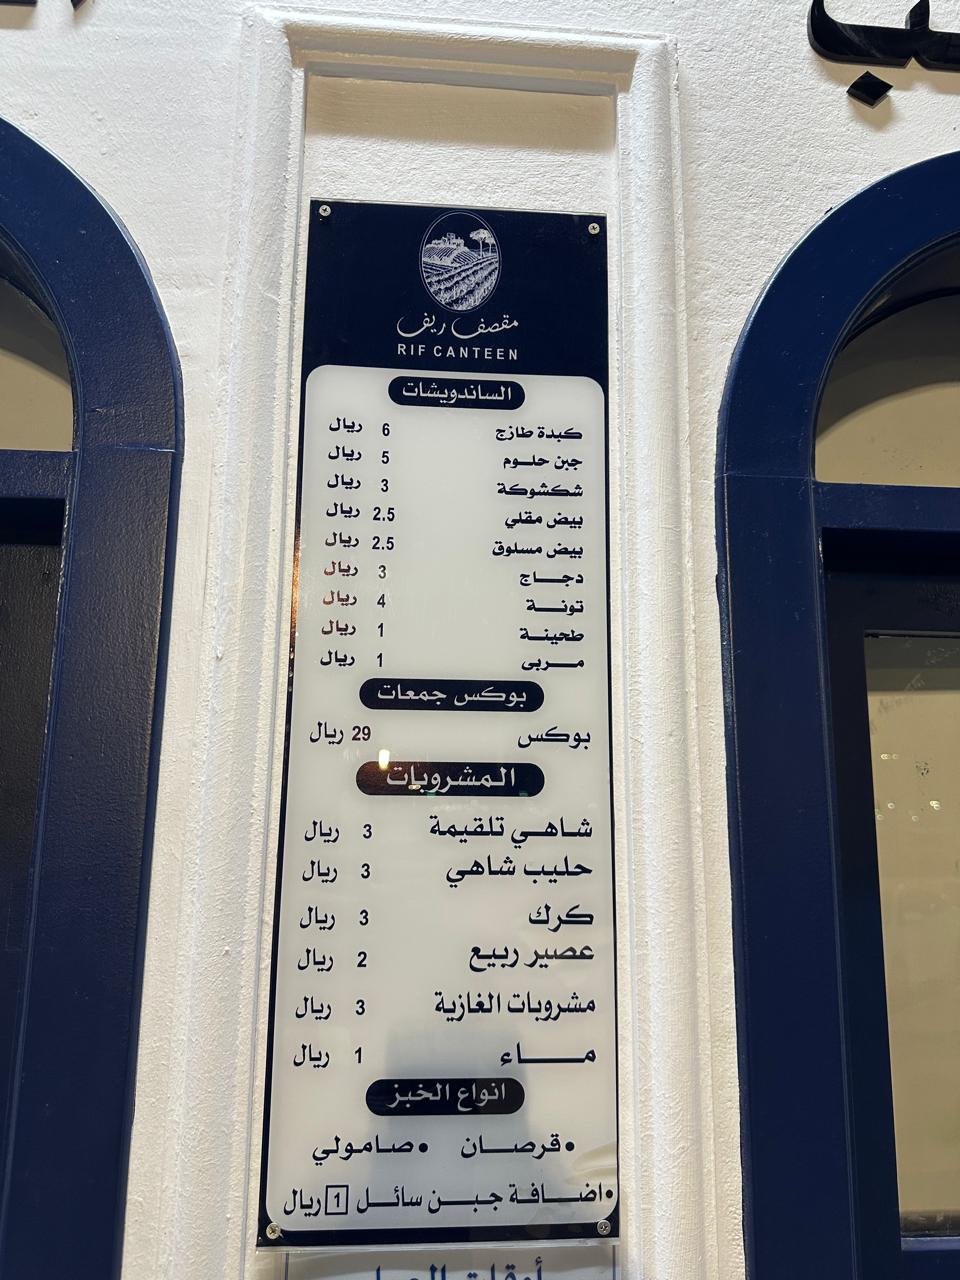 مقصف ريف
RIF CANTEEN
الساندويشات
كبدة طازج 6 ريال
جبن حلوم 5 ريال
شكشوكة 3 ريال
بيض مقلي 2.5 ريال
بيض مسلوق 2.5 ريال
دجاج 3 ريال
تونة 4 ريال
طحينة 1 ريال
مربى 1 ريال
بوكس جمعات
بوكس 29 ريال
المشروبات
شاهي تلقيمة 3 ريال
حليب شاهي 3 ريال
كرك 3 ريال
عصير ربيع 2 ريال
مشروبات الغازية 3 ريال
ماء 1 ريال
انواع الخبز
•قرصان •صامولي
•اضافة جبن سائل 1 ريال